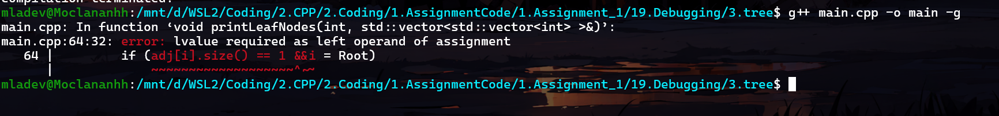 compilation terminated.
mladev@Moclananhh:/mnt/d/WSL2/Coding/2.CPP/2.Coding/1.AssignmentCode/1.Assignment_1/19.Debugging/3.tree$ g++ main.cpp -o main -g
main.cpp: In function ‘void printLeafNodes(int, std::vector<std::vector<int> >&)’:
main.cpp:64:32: error: lvalue required as left operand of assignment
   64 |         if (adj[i].size() == 1 &&i = Root)
      |             ~~~~~~~~~~~~~~~~~~~^~~
mladev@Moclananhh:/mnt/d/WSL2/Coding/2.CPP/2.Coding/1.AssignmentCode/1.Assignment_1/19.Debugging/3.tree$